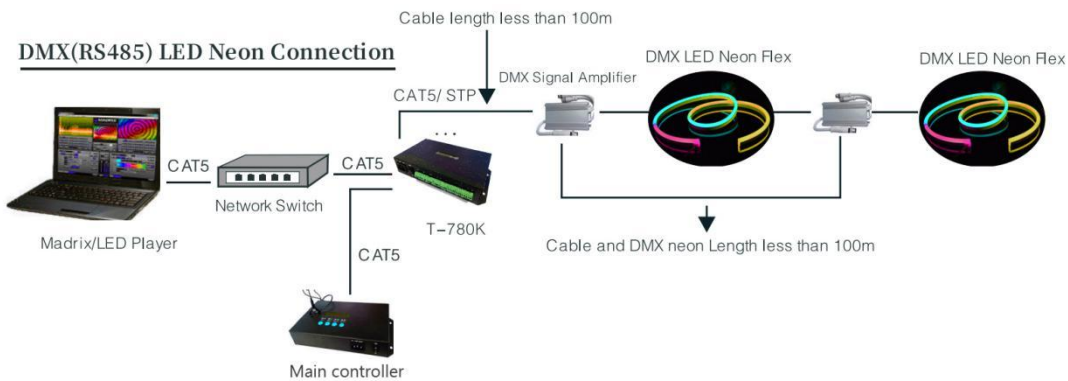 Cable length less than 100m
DMX(RS485) LED Neon Connection
DMX Signal Amplifier
DMX LED Neon Flex
DMX LED Neon Flex
CAT5/ STP
...
CAT5
CAT5
Network Switch
T-780K
Madrix/LED Player
Cable and DMX neon Length less than 100m
CAT5
Main controller